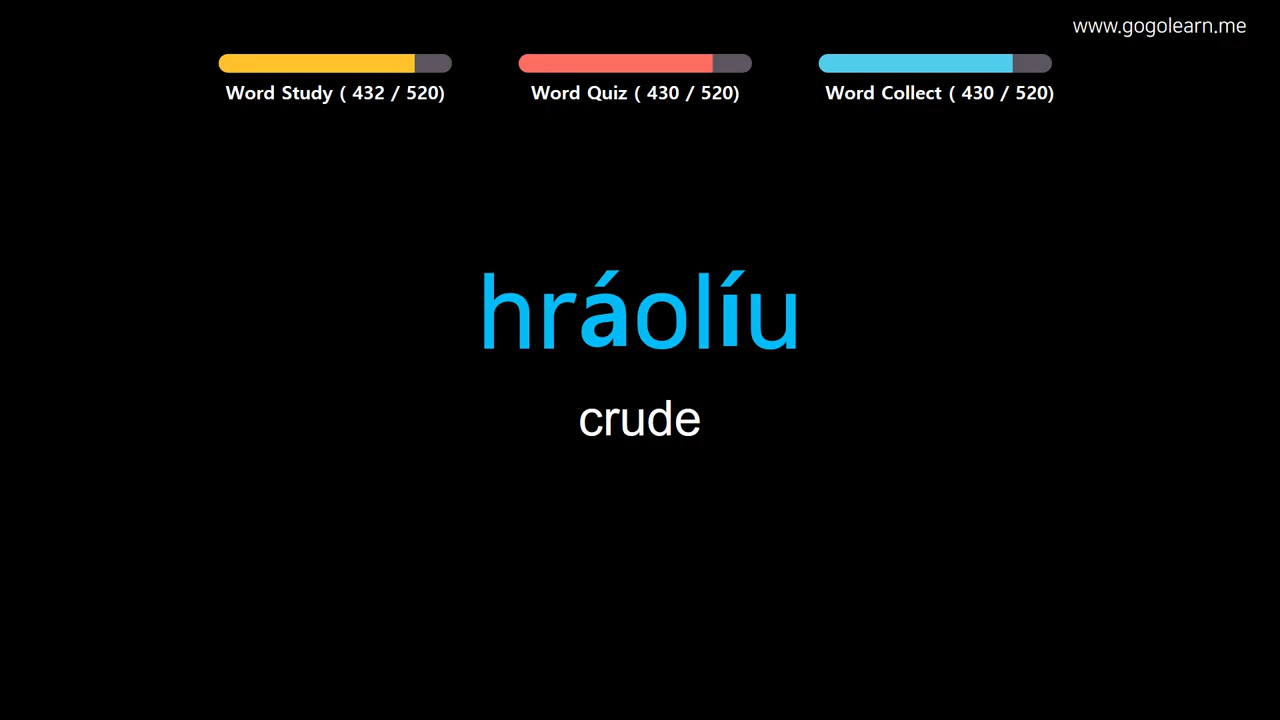 www.gogolearn.me
Word Study ( 432 / 520)
Word Quiz ( 430 / 520)
Word Collect ( 430 / 520)
hráolíu
crude